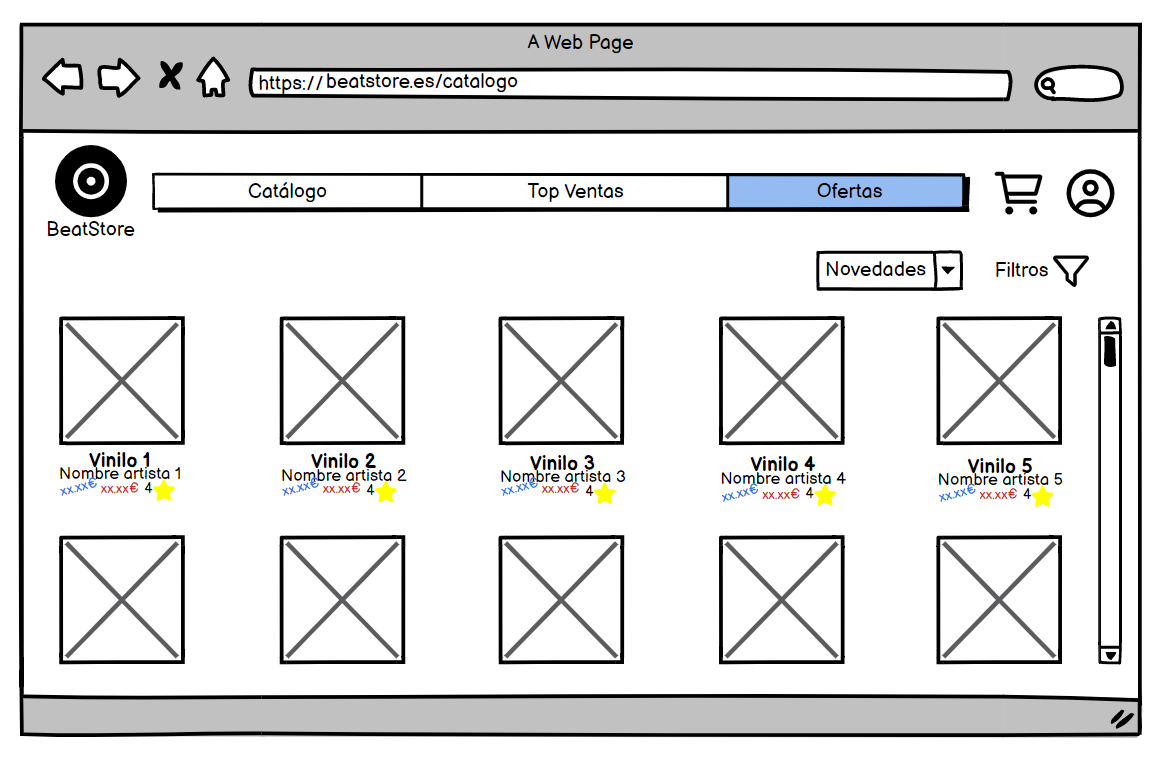 A Web Page
https://beatstore.es/catalogo
Catálogo
Top Ventas
Ofertas
BeatStore
Novedades
Filtros
Vinilo 1
Nombre artista 1
xx.xx€ xx.xx€ 4
Vinilo 2
Nombre artista 2
xx.xx€ xx.xx€ 4
Vinilo 3
Nombre artista 3
xx.xx€ xx.xx€ 4
Vinilo 4
Nombre artista 4
xx.xx€ xx.xx€ 4
Vinilo 5
Nombre artista 5
xx.xx€ xx.xx€ 4